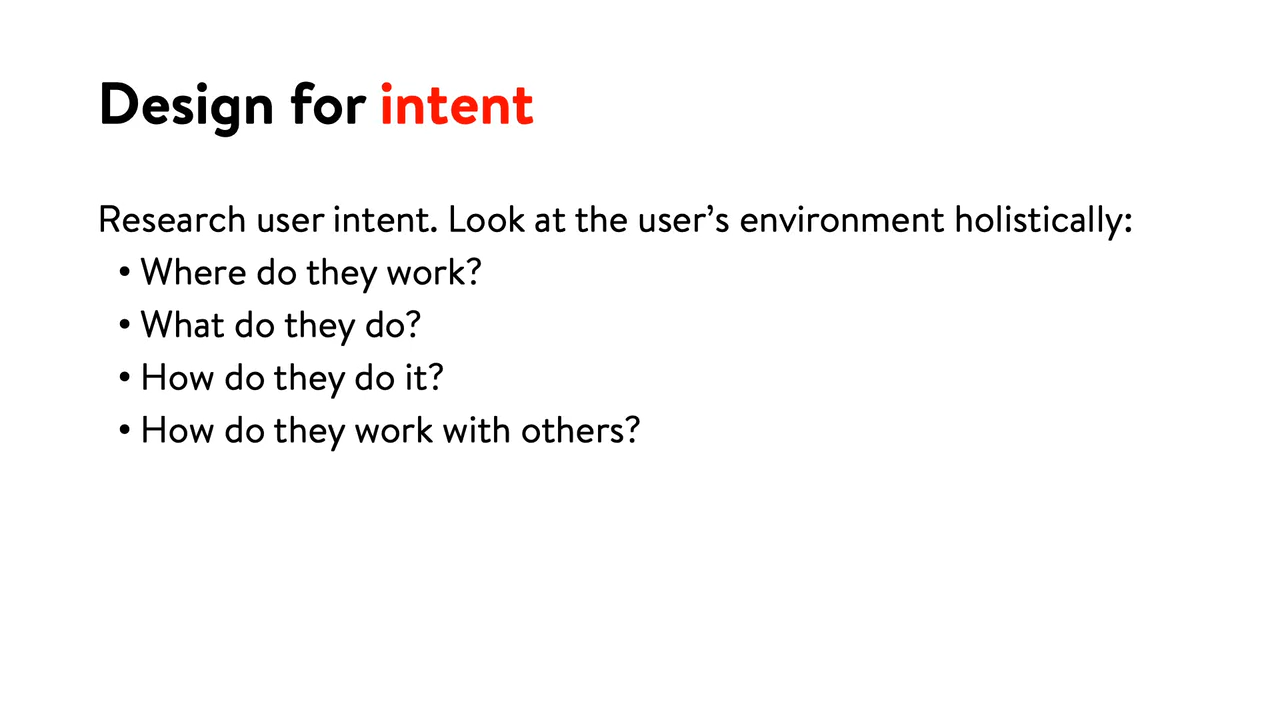 Design for intent
Research user intent. Look at the user’s environment holistically:
• Where do they work?
• What do they do?
• How do they do it?
• How do they work with others?